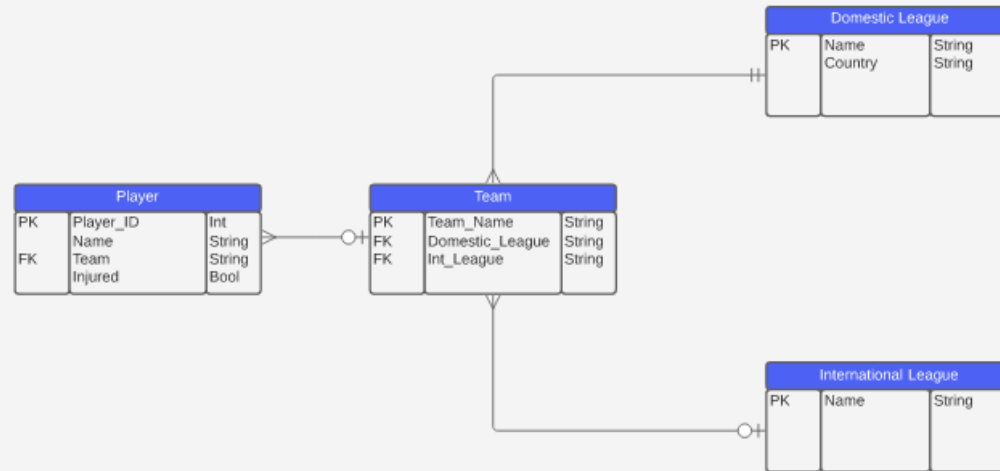 Domestic League
PK Name String
Country String
Player
PK Player_ID Int
Name String
FK Team String
Injured Bool
Team
PK Team_Name String
FK Domestic_League String
FK Int_League String
International League
PK Name String